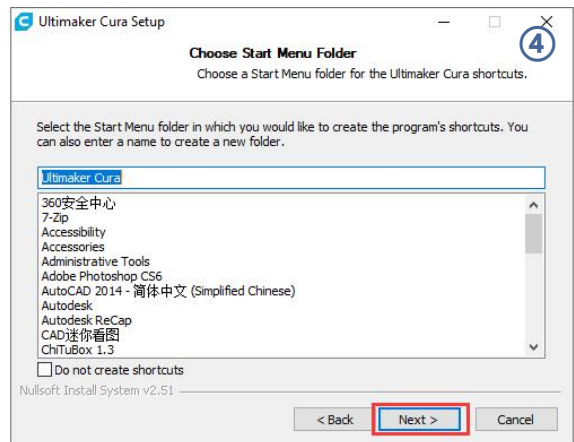 Ultimaker Cura Setup
④
Choose Start Menu Folder
Choose a Start Menu folder for the Ultimaker Cura shortcuts.
Select the Start Menu folder in which you would like to create the program's shortcuts. You
can also enter a name to create a new folder.
Ultimaker Cura
360安全中心
7-Zip
Accessibility
Accessories
Administrative Tools
Adobe Photoshop CS6
AutoCAD 2014 - 简体中文 (Simplified Chinese)
Autodesk
Autodesk ReCap
CAD迷你看图
ChiTuBox 1.3
Do not create shortcuts
Nullsoft Install System v2.51
< Back Next > Cancel